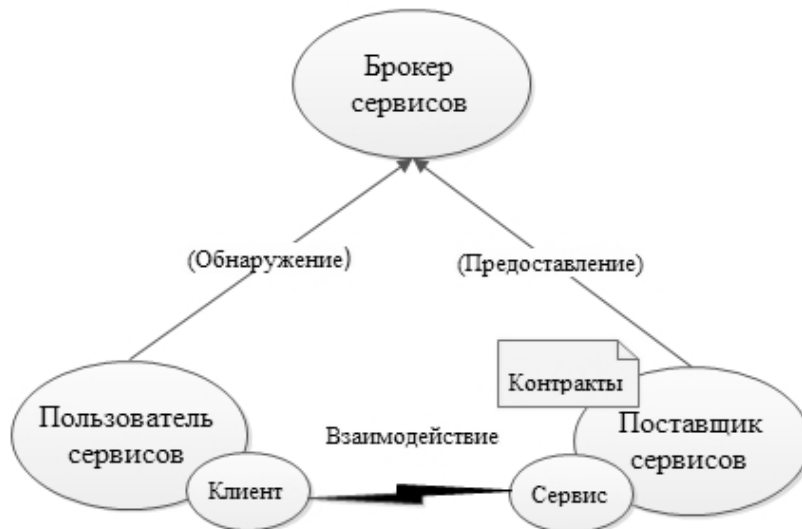 Брокер
сервисов
(Обнаружение)
(Предоставление)
Контракты
Пользователь
сервисов
Взаимодействие
Поставщик
сервисов
Клиент
Сервис